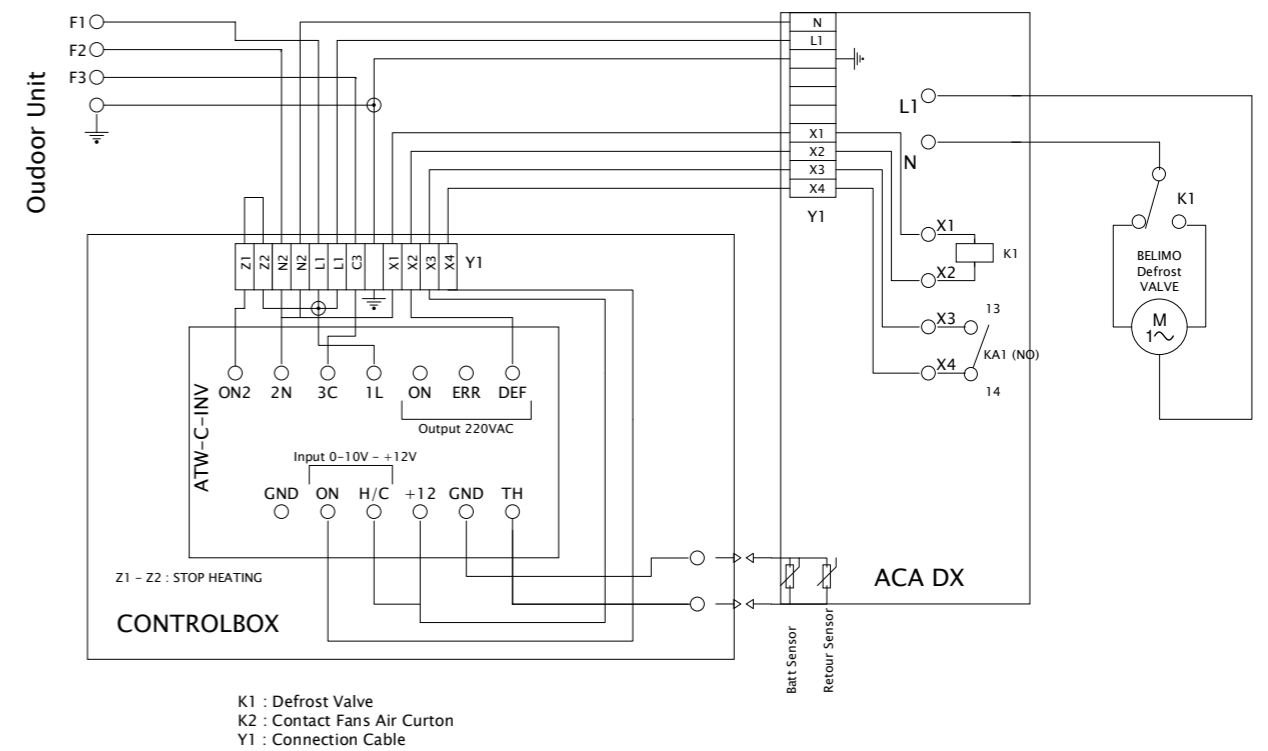 F1
F2
F3
Oudoor Unit
N
L1
X1
X2
X3
X4
Y1
L1
N
K1
X1
X2
K1
X3
X4
13
KA1 (NO)
14
BELIMO
Defrost
VALVE
M
1~
Z1 Z2 N2 N2 L1 L1 C3 X1 X2 X3 X4 Y1
ATW-C-INV
ON2 2N 3C 1L ON ERR DEF
Output 220VAC
Input 0-10V - +12V
GND ON H/C +12 GND TH
Z1 - Z2 : STOP HEATING
CONTROLBOX
ACA DX
Batt Sensor
Retour Sensor
K1 : Defrost Valve
K2 : Contact Fans Air Curton
Y1 : Connection Cable